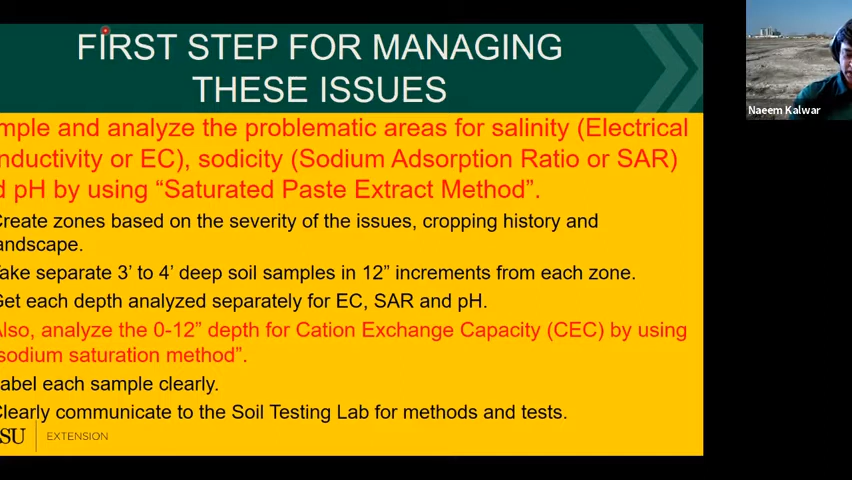 FIRST STEP FOR MANAGING
THESE ISSUES
mple and analyze the problematic areas for salinity (Electrical
nductivity or EC), sodicity (Sodium Adsorption Ratio or SAR)
d pH by using “Saturated Paste Extract Method”.
Create zones based on the severity of the issues, cropping history and
andscape.
ake separate 3’ to 4’ deep soil samples in 12” increments from each zone.
Get each depth analyzed separately for EC, SAR and pH.
Also, analyze the 0-12” depth for Cation Exchange Capacity (CEC) by using
sodium saturation method”.
abel each sample clearly.
Clearly communicate to the Soil Testing Lab for methods and tests.
SU EXTENSION
Naeem Kalwar